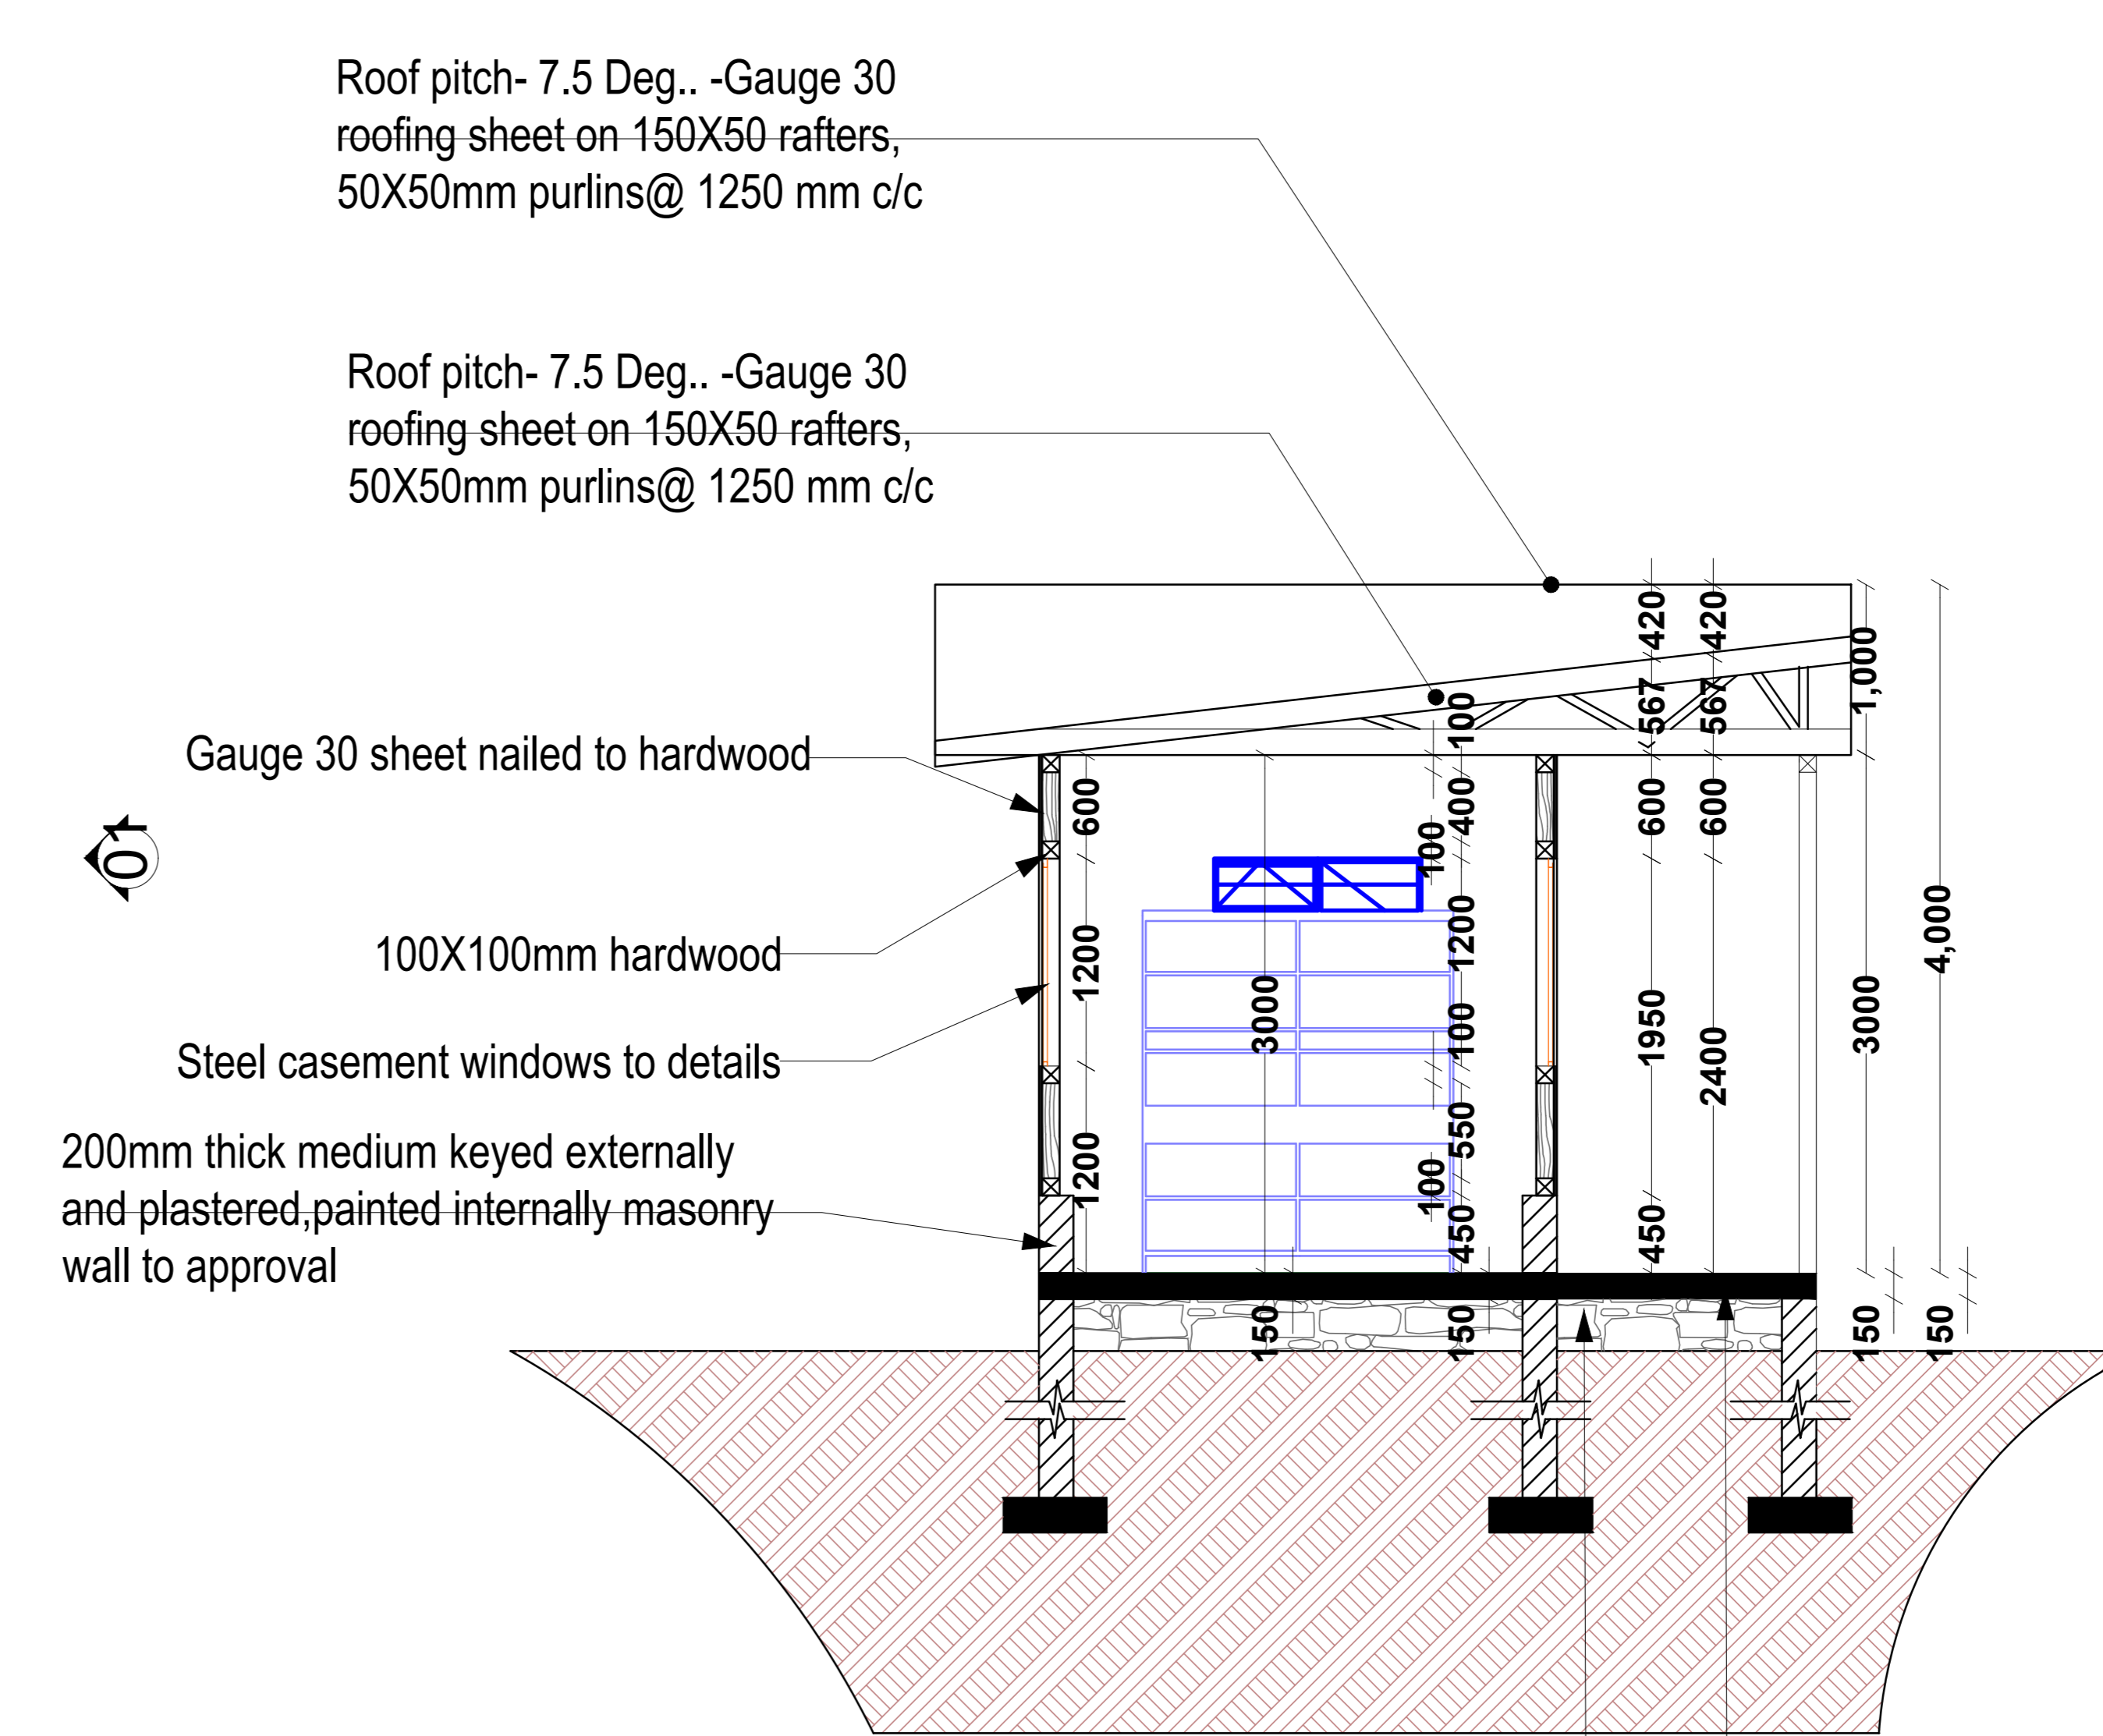 Roof pitch- 7.5 Deg.. -Gauge 30
roofing sheet on 150X50 rafters,
50X50mm purlins@ 1250 mm c/c
Roof pitch- 7.5 Deg.. -Gauge 30
roofing sheet on 150X50 rafters,
50X50mm purlins@ 1250 mm c/c
Gauge 30 sheet nailed to hardwood
01
100X100mm hardwood
Steel casement windows to details
200mm thick medium keyed externally
and plastered,painted internally masonry
wall to approval
600
1200
1200
3000
150
100
100
100
400
1200
100
550
450
150
420
567
600
1950
450
420
567
600
2400
1,000
3000
150
4,000
150